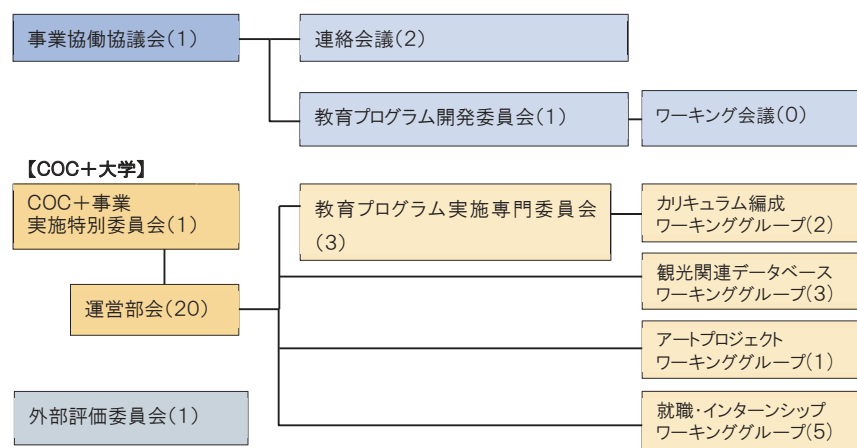 事業協働協議会(1)
連絡会議(2)
教育プログラム開発委員会(1)
ワーキング会議(0)
【COC+大学】
COC+事業
実施特別委員会(1)
教育プログラム実施専門委員会
(3)
カリキュラム編成
ワーキンググループ(2)
観光関連データベース
ワーキンググループ(3)
運営部会(20)
アートプロジェクト
ワーキンググループ(1)
外部評価委員会(1)
就職・インターンシップ
ワーキンググループ(5)